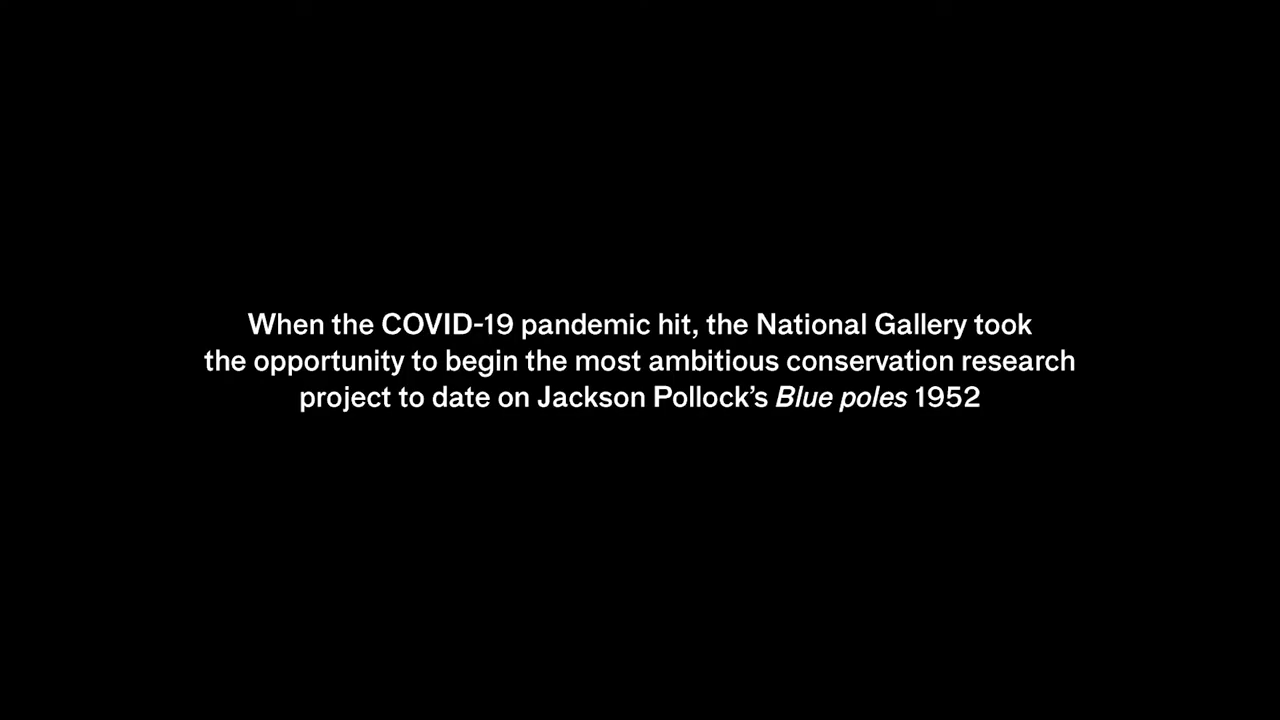 When the COVID-19 pandemic hit, the National Gallery took
the opportunity to begin the most ambitious conservation research
project to date on Jackson Pollock’s Blue poles 1952